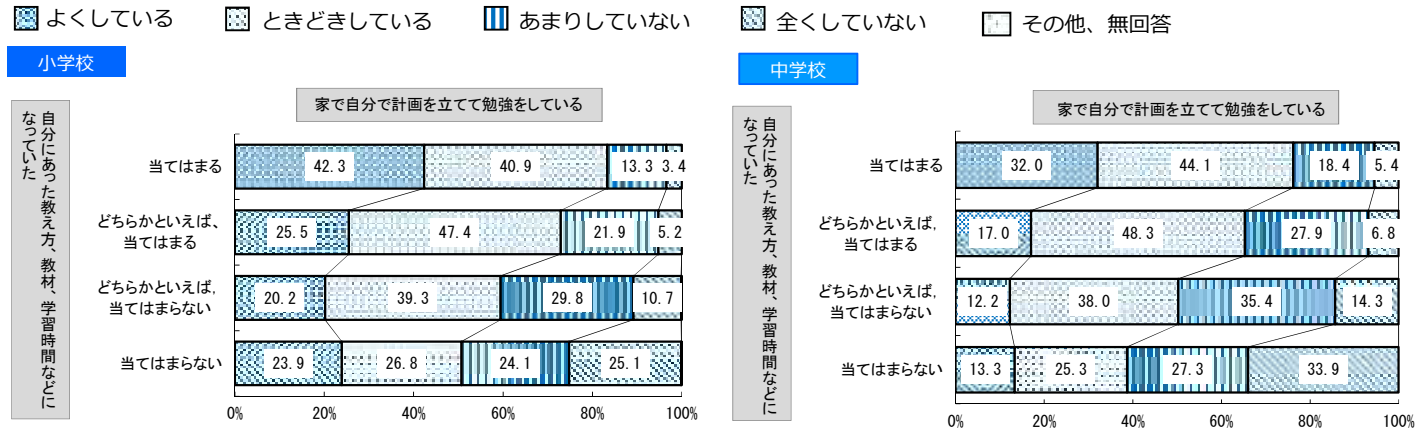 よくしている
ときどきしている
あまりしていない
全くしていない
その他、無回答
小学校
自分にあった教え方、教材、学習時間などに
なっていた
家で自分で計画を立てて勉強をしている
当てはまる
42.3 40.9 13.3 3.4
どちらかといえば、
当てはまる
25.5 47.4 21.9 5.2
どちらかといえば,
当てはまらない
20.2 39.3 29.8 10.7
当てはまらない
23.9 26.8 24.1 25.1
0% 20% 40% 60% 80% 100%
中学校
自分にあった教え方、教材、学習時間などに
なっていた
家で自分で計画を立てて勉強をしている
当てはまる
32.0 44.1 18.4 5.4
どちらかといえば,
当てはまる
17.0 48.3 27.9 6.8
どちらかといえば,
当てはまらない
12.2 38.0 35.4 14.3
当てはまらない
13.3 25.3 27.3 33.9
0% 20% 40% 60% 80% 100%